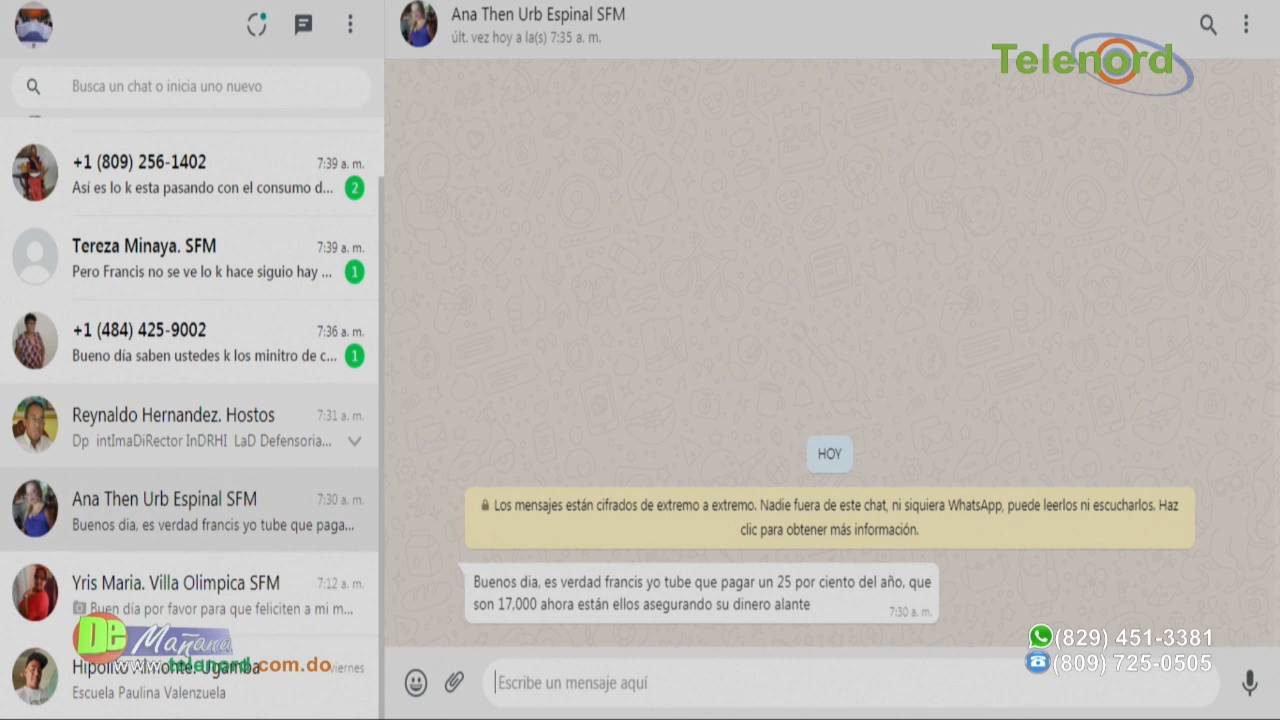 Busca un chat o inicia uno nuevo
+1 (809) 256-1402
7:39 a. m.
Así es lo k esta pasando con el consumo d...
2
Tereza Minaya. SFM
7:39 a. m.
Pero Francis no se ve lo k hace siguio hay ...
1
+1 (484) 425-9002
7:36 a. m.
Bueno día saben ustedes k los minitro de c...
1
Reynaldo Hernandez. Hostos
7:31 a. m.
Dp intImaDiRector InDRHI LaD Defensoria...
Ana Then Urb Espinal SFM
7:30 a. m.
Buenos dia, es verdad francis yo tube que paga...
Yris Maria. Villa Olimpica SFM
7:12 a. m.
Buen día por favor para que feliciten a mi m...
De Mañana
www.telenord.com.do
viernes
Escuela Paulina Valenzuela
Ana Then Urb Espinal SFM
últ. vez hoy a la(s) 7:35 a. m.
Telenord
HOY
Los mensajes están cifrados de extremo a extremo. Nadie fuera de este chat, ni siquiera WhatsApp, puede leerlos ni escucharlos. Haz
clic para obtener más información.
Buenos dia, es verdad francis yo tube que pagar un 25 por ciento del año, que
son 17,000 ahora están ellos asegurando su dinero alante
7:30 a. m.
(829) 451-3381
(809) 725-0505
Escribe un mensaje aquí